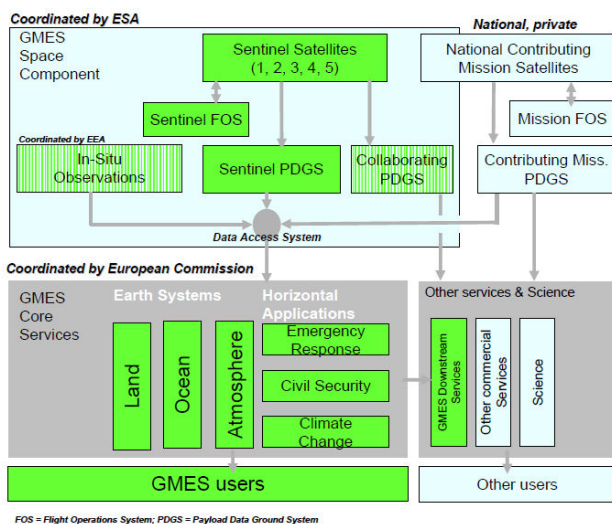 Coordinated by ESA
National, private
GMES
Space
Component
Sentinel Satellites
(1, 2, 3, 4, 5)
National Contributing
Mission Satellites
Sentinel FOS
Mission FOS
Coordinated by EEA
In-Situ
Observations
Sentinel PDGS
Collaborating
PDGS
Contributing Miss.
PDGS
Data Access System
Coordinated by European Commission
GMES
Core
Services
Earth Systems
Horizontal
Applications
Land
Ocean
Atmosphere
Emergency
Response
Civil Security
Climate
Change
Other services & Science
GMES Downstream
Services
Other commercial
Services
Science
GMES users
Other users
FOS = Flight Operations System; PDGS = Payload Data Ground System